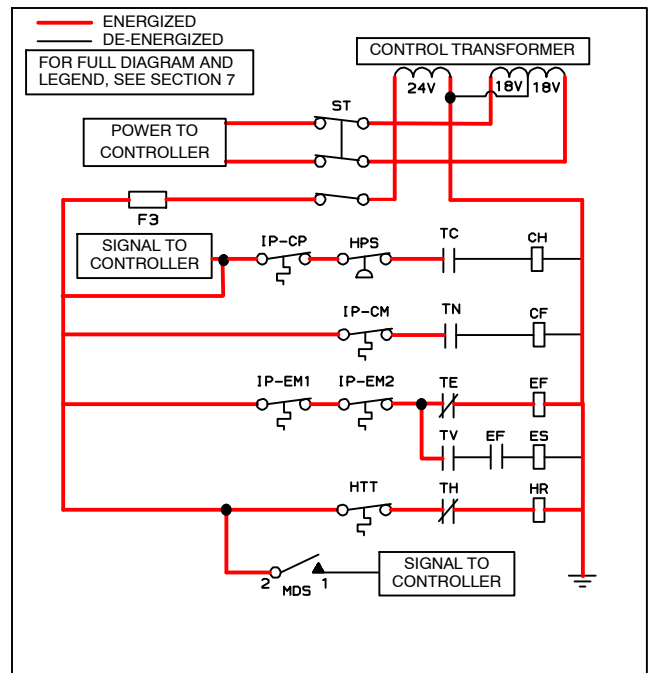 ENERGIZED
DE-ENERGIZED
FOR FULL DIAGRAM AND
LEGEND, SEE SECTION 7
CONTROL TRANSFORMER
24V
18V
18V
ST
POWER TO
CONTROLLER
F3
SIGNAL TO
CONTROLLER
IP-CP
HPS
TC
CH
IP-CM
TN
CF
IP-EM1
IP-EM2
TE
EF
TV
EF
ES
HTT
TH
HR
2
MDS
1
SIGNAL TO
CONTROLLER